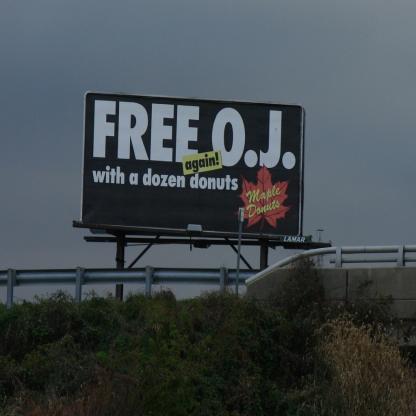 FREE O.J.
again!
with a dozen donuts
Maple
Donuts
LAMAR